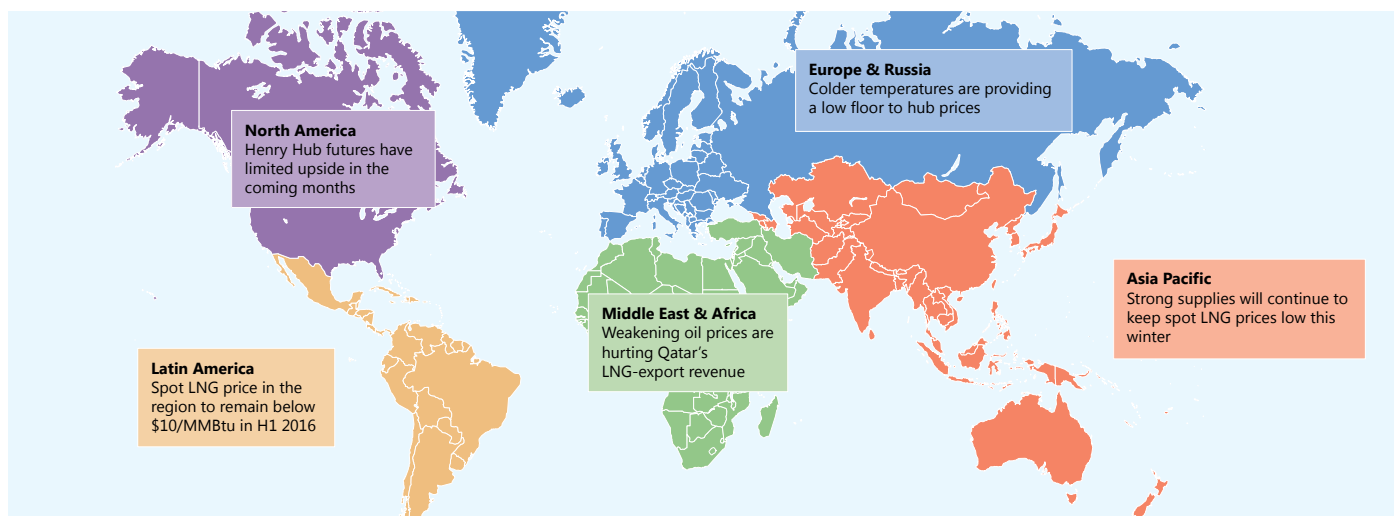 North America
Henry Hub futures have
limited upside in the
coming months
Europe & Russia
Colder temperatures are providing
a low floor to hub prices
Middle East & Africa
Weakening oil prices are
hurting Qatar's
LNG-export revenue
Asia Pacific
Strong supplies will continue to
keep spot LNG prices low this
winter
Latin America
Spot LNG price in the
region to remain below
$10/MMBtu in H1 2016